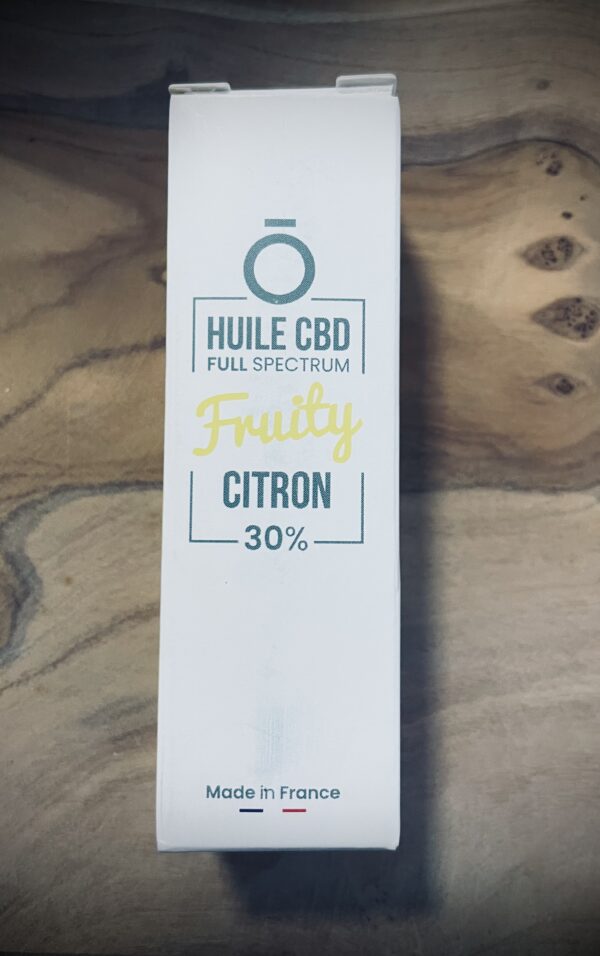 Ō
HUILE CBD
FULL SPECTRUM
Fruity
CITRON
30%
Made in France